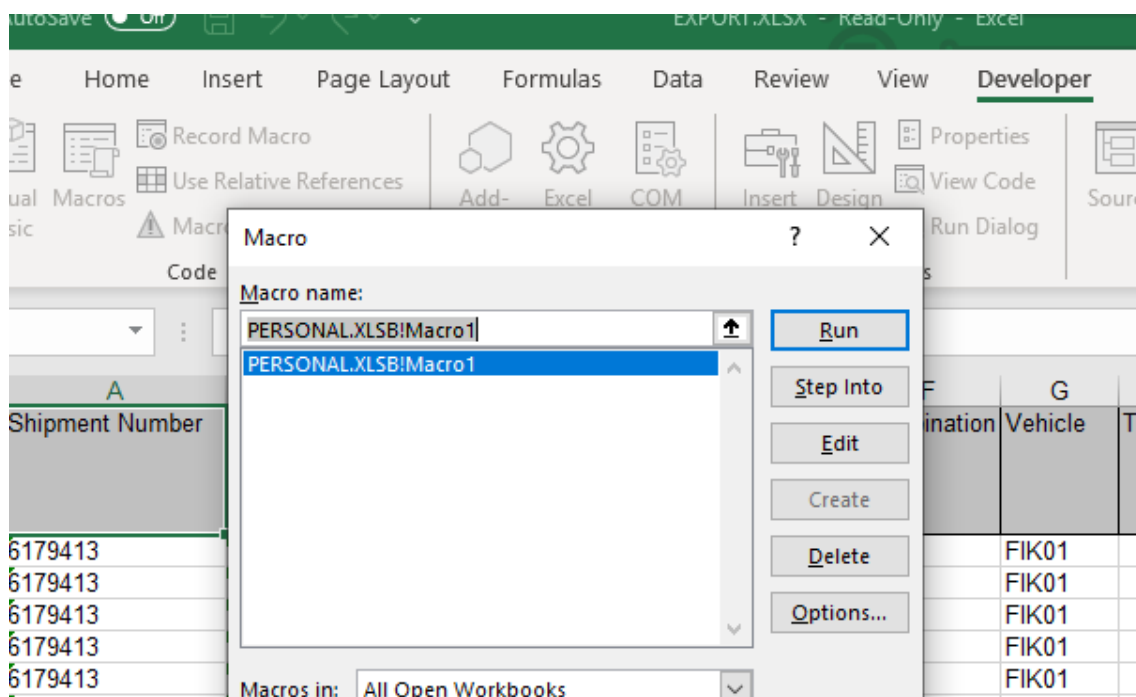 AutoSave Off EXPORT.XLSX - Read-Only - Excel
Home Insert Page Layout Formulas Data Review View Developer
Record Macro Properties
Macros Use Relative References Add- Excel COM Insert Design View Code
Run Dialog
Code
Macro ? ×
Macro name:
PERSONAL.XLSB!Macro1 Run
PERSONAL.XLSB!Macro1
Step Into
Edit
Create
Delete
Options...
Macros in: All Open Workbooks
A F G
Shipment Number Vehicle T
6179413 FIK01
6179413 FIK01
6179413 FIK01
6179413 FIK01
6179413 FIK01